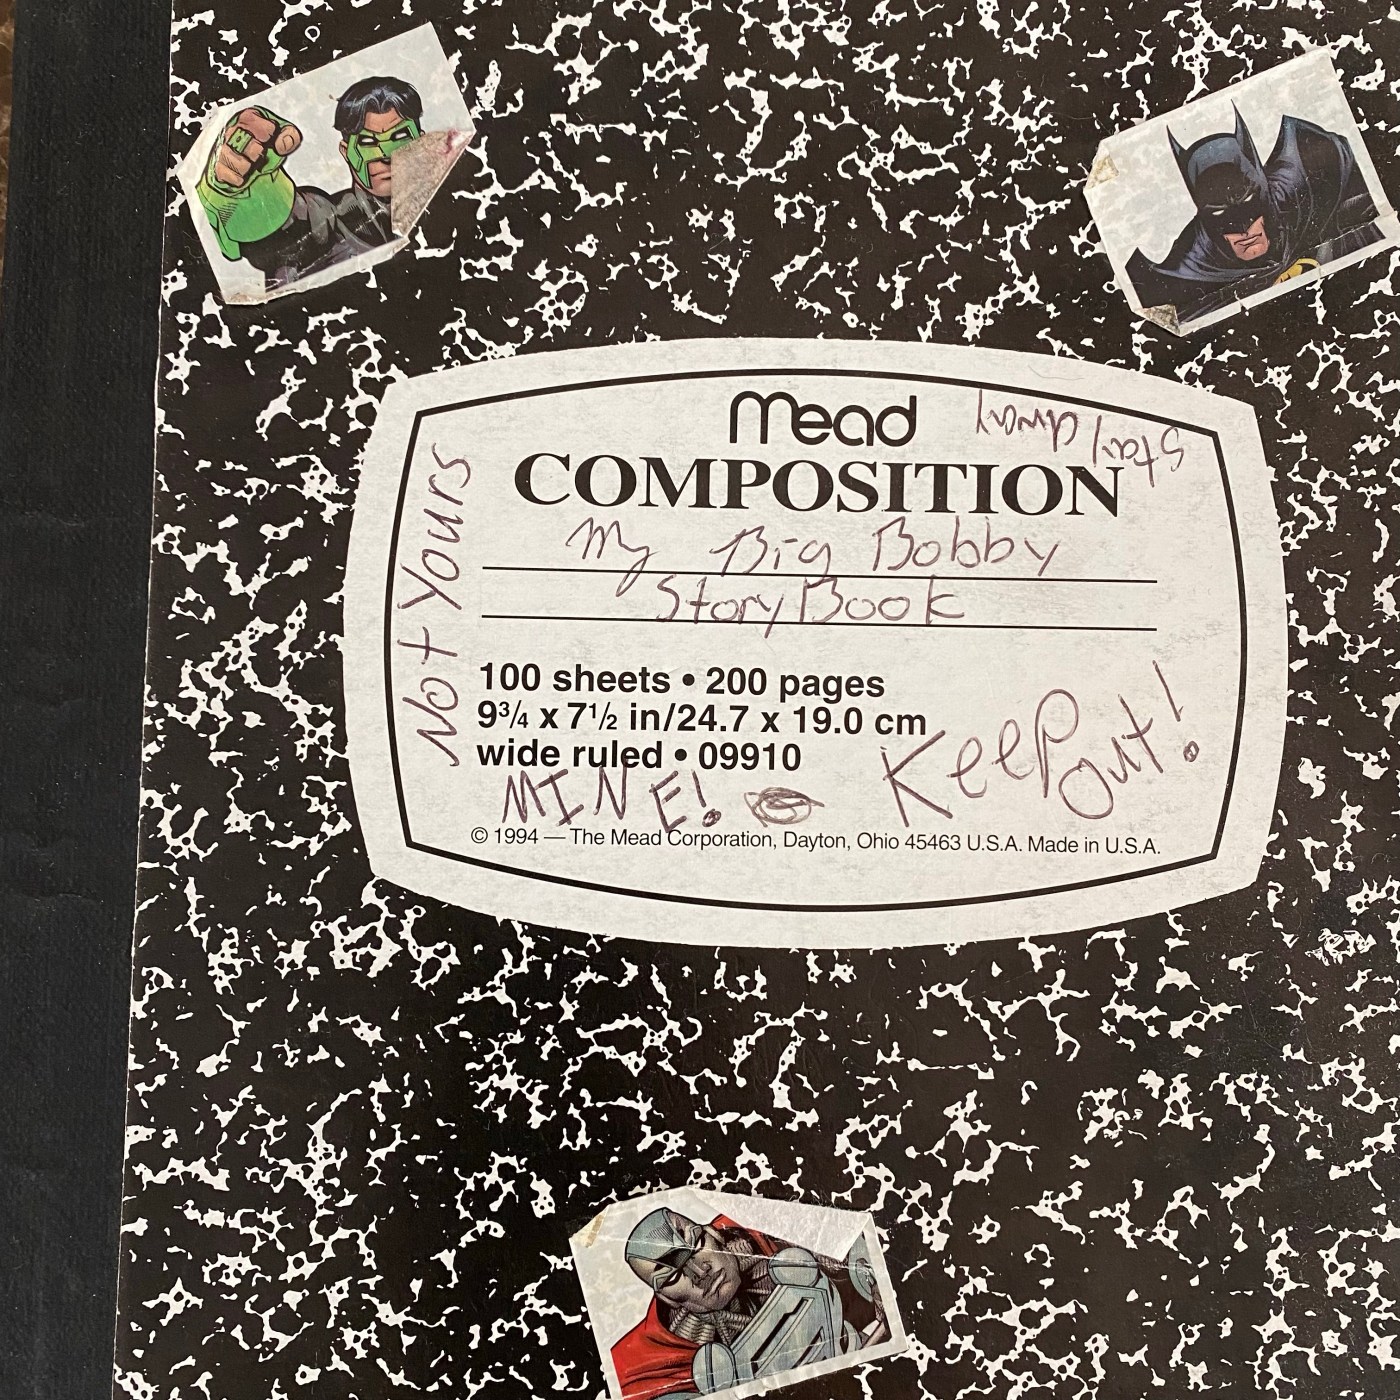 Mead
Stay away
COMPOSITION
My Big Bobby
Story Book
Not Yours
100 sheets • 200 pages
9¾ x 7½ in/24.7 x 19.0 cm
wide ruled • 09910
MINE!
Keep
Out!
© 1994 — The Mead Corporation, Dayton, Ohio 45463 U.S.A. Made in U.S.A.